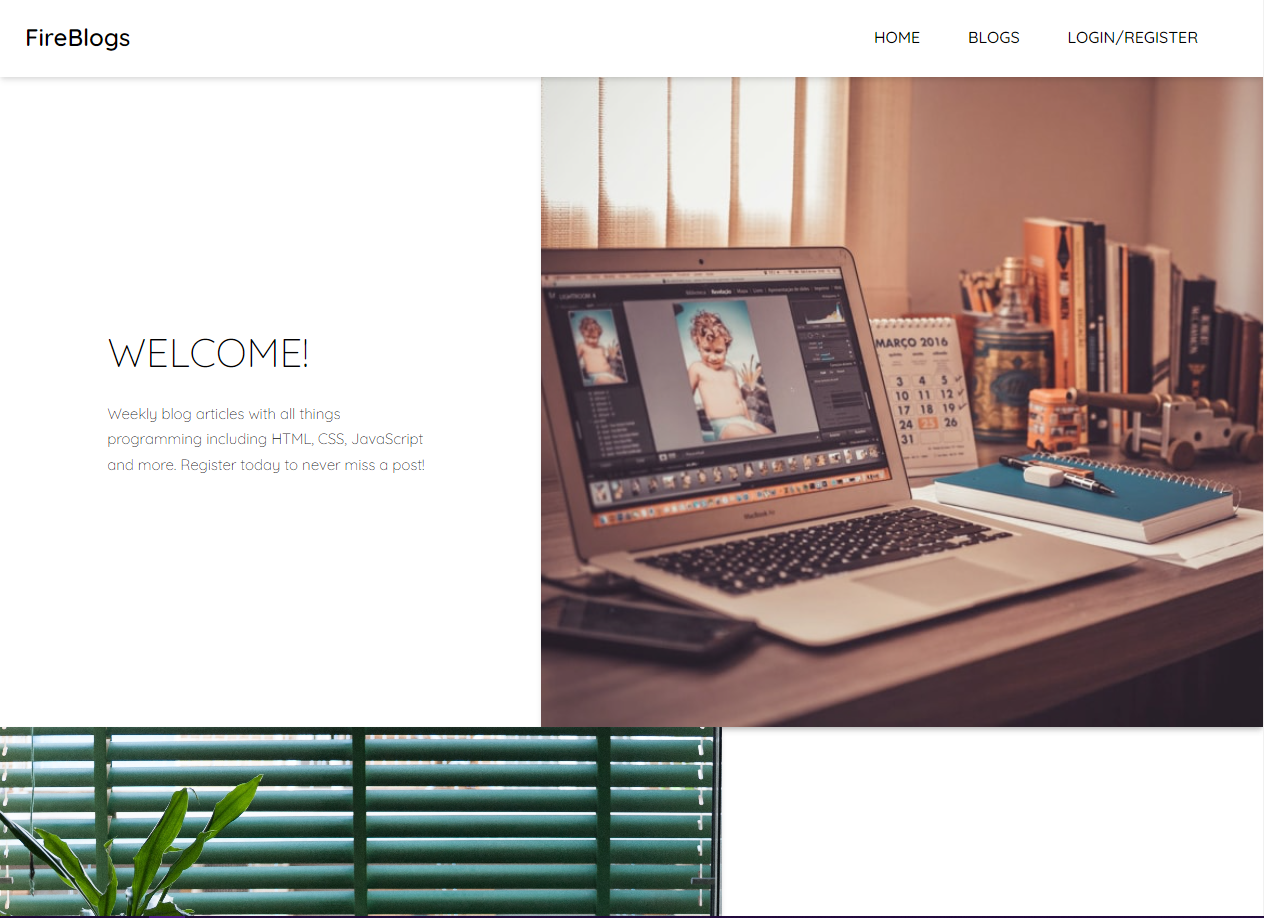 FireBlogs
HOME BLOGS LOGIN/REGISTER
WELCOME!
Weekly blog articles with all things
programming including HTML, CSS, JavaScript
and more. Register today to never miss a post!
MARÇO 2016
3 4 5
10 11 12
17 18 19
24 25 26
31
MacBook Air